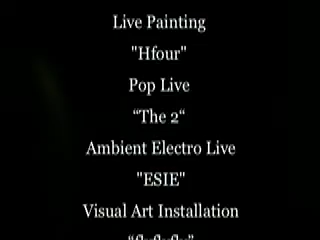 Live Painting
"Hfour"
Pop Live
“The 2“
Ambient Electro Live
"ESIE"
Visual Art Installation